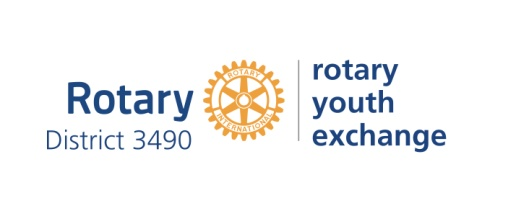 Rotary
District 3490
ROTARY
INTERNATIONAL
rotary
youth
exchange